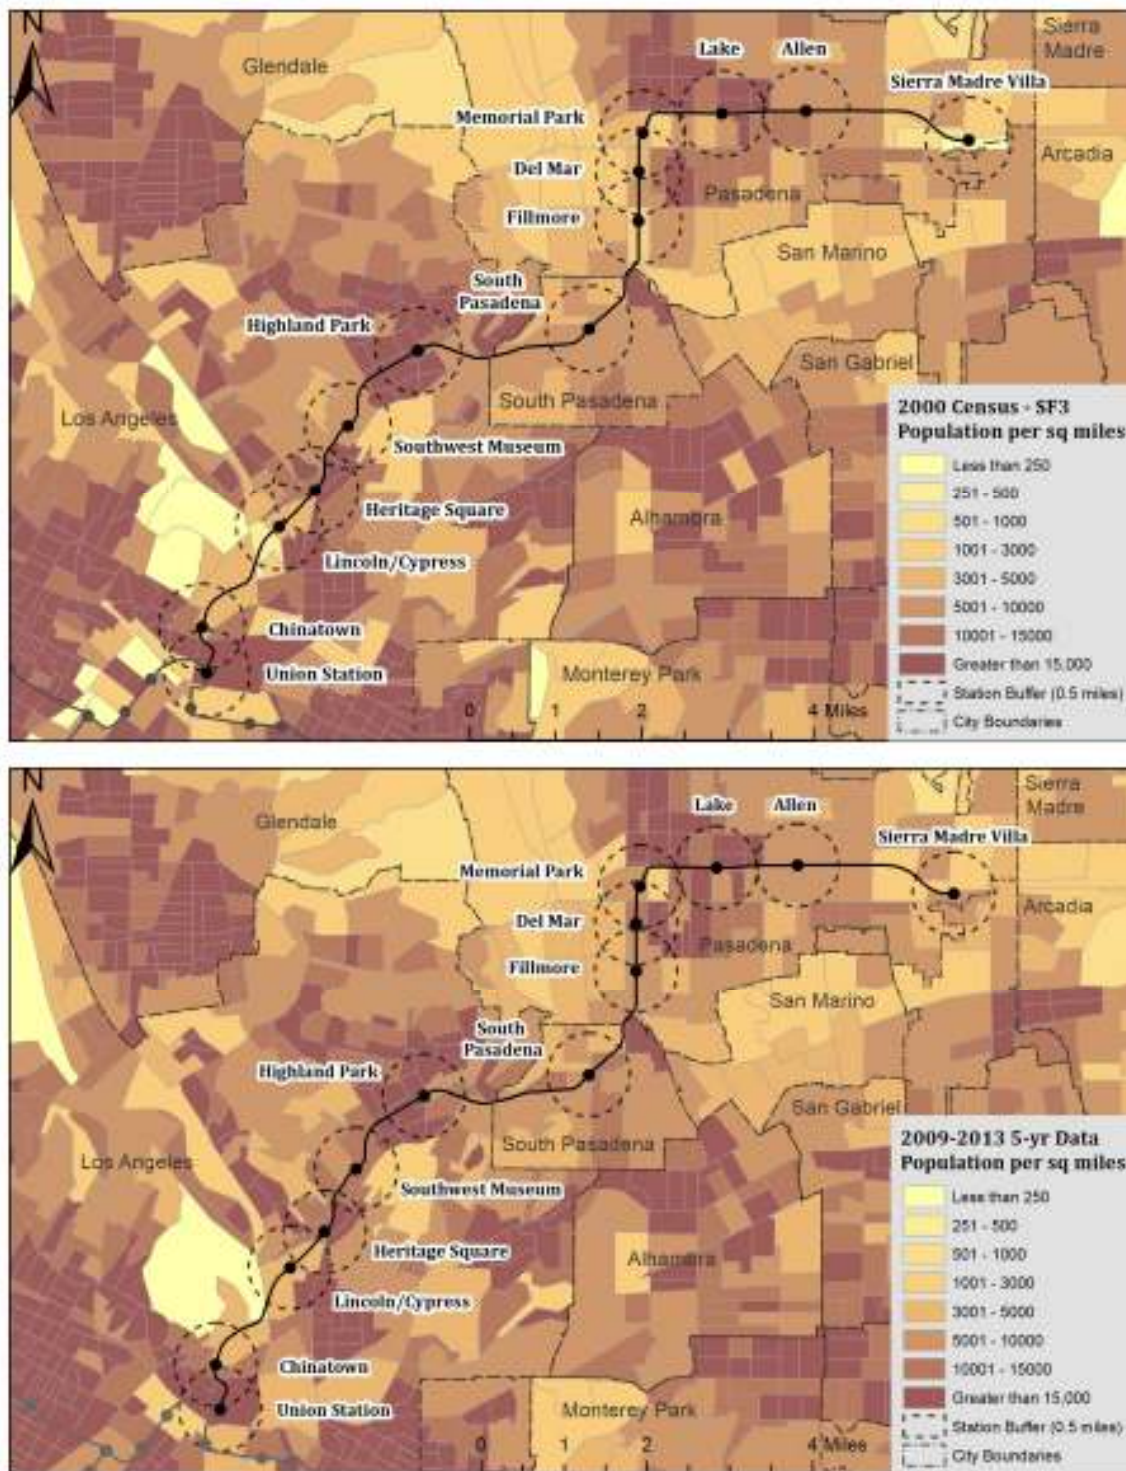 N
Glendale
Lake
Allen
Sierra
Madre
Sierra Madre Villa
Memorial Park
Arcadia
Del Mar
Pasadena
Fillmore
San Marino
South
Pasadena
Highland Park
San Gabriel
Los Angeles
South Pasadena
Southwest Museum
Heritage Square
Alhambra
Lincoln/Cypress
Chinatown
Union Station
Monterey Park
0 1 2 4 Miles
2000 Census - SF3
Population per sq miles
Less than 250
251 - 500
501 - 1000
1001 - 3000
3001 - 5000
5001 - 10000
10001 - 15000
Greater than 15,000
Station Buffer (0.5 miles)
City Boundaries
N
Glendale
Lake
Allen
Sierra
Madre
Sierra Madre Villa
Memorial Park
Arcadia
Del Mar
Pasadena
Fillmore
San Marino
South
Pasadena
Highland Park
San Gabriel
Los Angeles
South Pasadena
Southwest Museum
Heritage Square
Alhambra
Lincoln/Cypress
Chinatown
Union Station
Monterey Park
0 1 2 4 Miles
2009-2013 5-yr Data
Population per sq miles
Less than 250
251 - 500
501 - 1000
1001 - 3000
3001 - 5000
5001 - 10000
10001 - 15000
Greater than 15,000
Station Buffer (0.5 miles)
City Boundaries